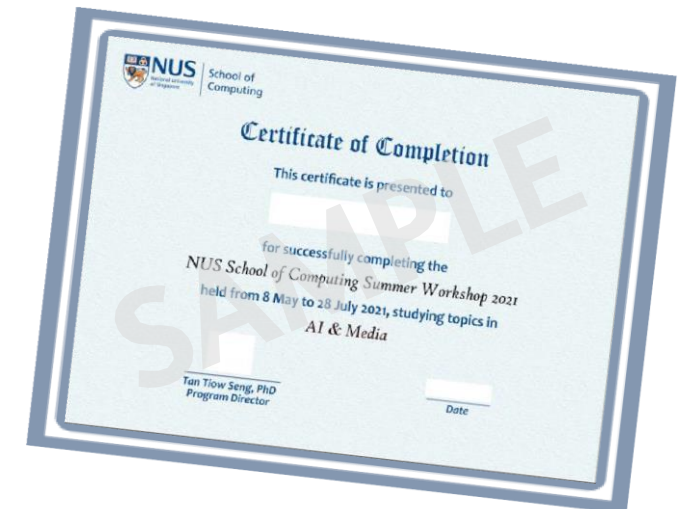 NUS
National University
of Singapore
School of
Computing
Certificate of Completion
This certificate is presented to
for successfully completing the
NUS School of Computing Summer Workshop 2021
held from 8 May to 28 July 2021, studying topics in
AI & Media
Tan Tiow Seng, PhD
Program Director
Date
SAMPLE